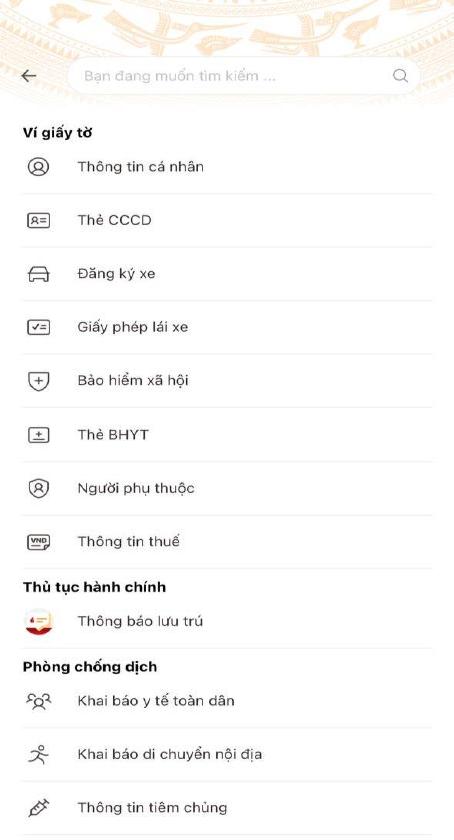 Bạn đang muốn tìm kiếm ...
Ví giấy tờ
Thông tin cá nhân
Thẻ CCCD
Đăng ký xe
Giấy phép lái xe
Bảo hiểm xã hội
Thẻ BHYT
Người phụ thuộc
VND
Thông tin thuế
Thủ tục hành chính
Thông báo lưu trú
Phòng chống dịch
Khai báo y tế toàn dân
Khai báo di chuyển nội địa
Thông tin tiêm chủng